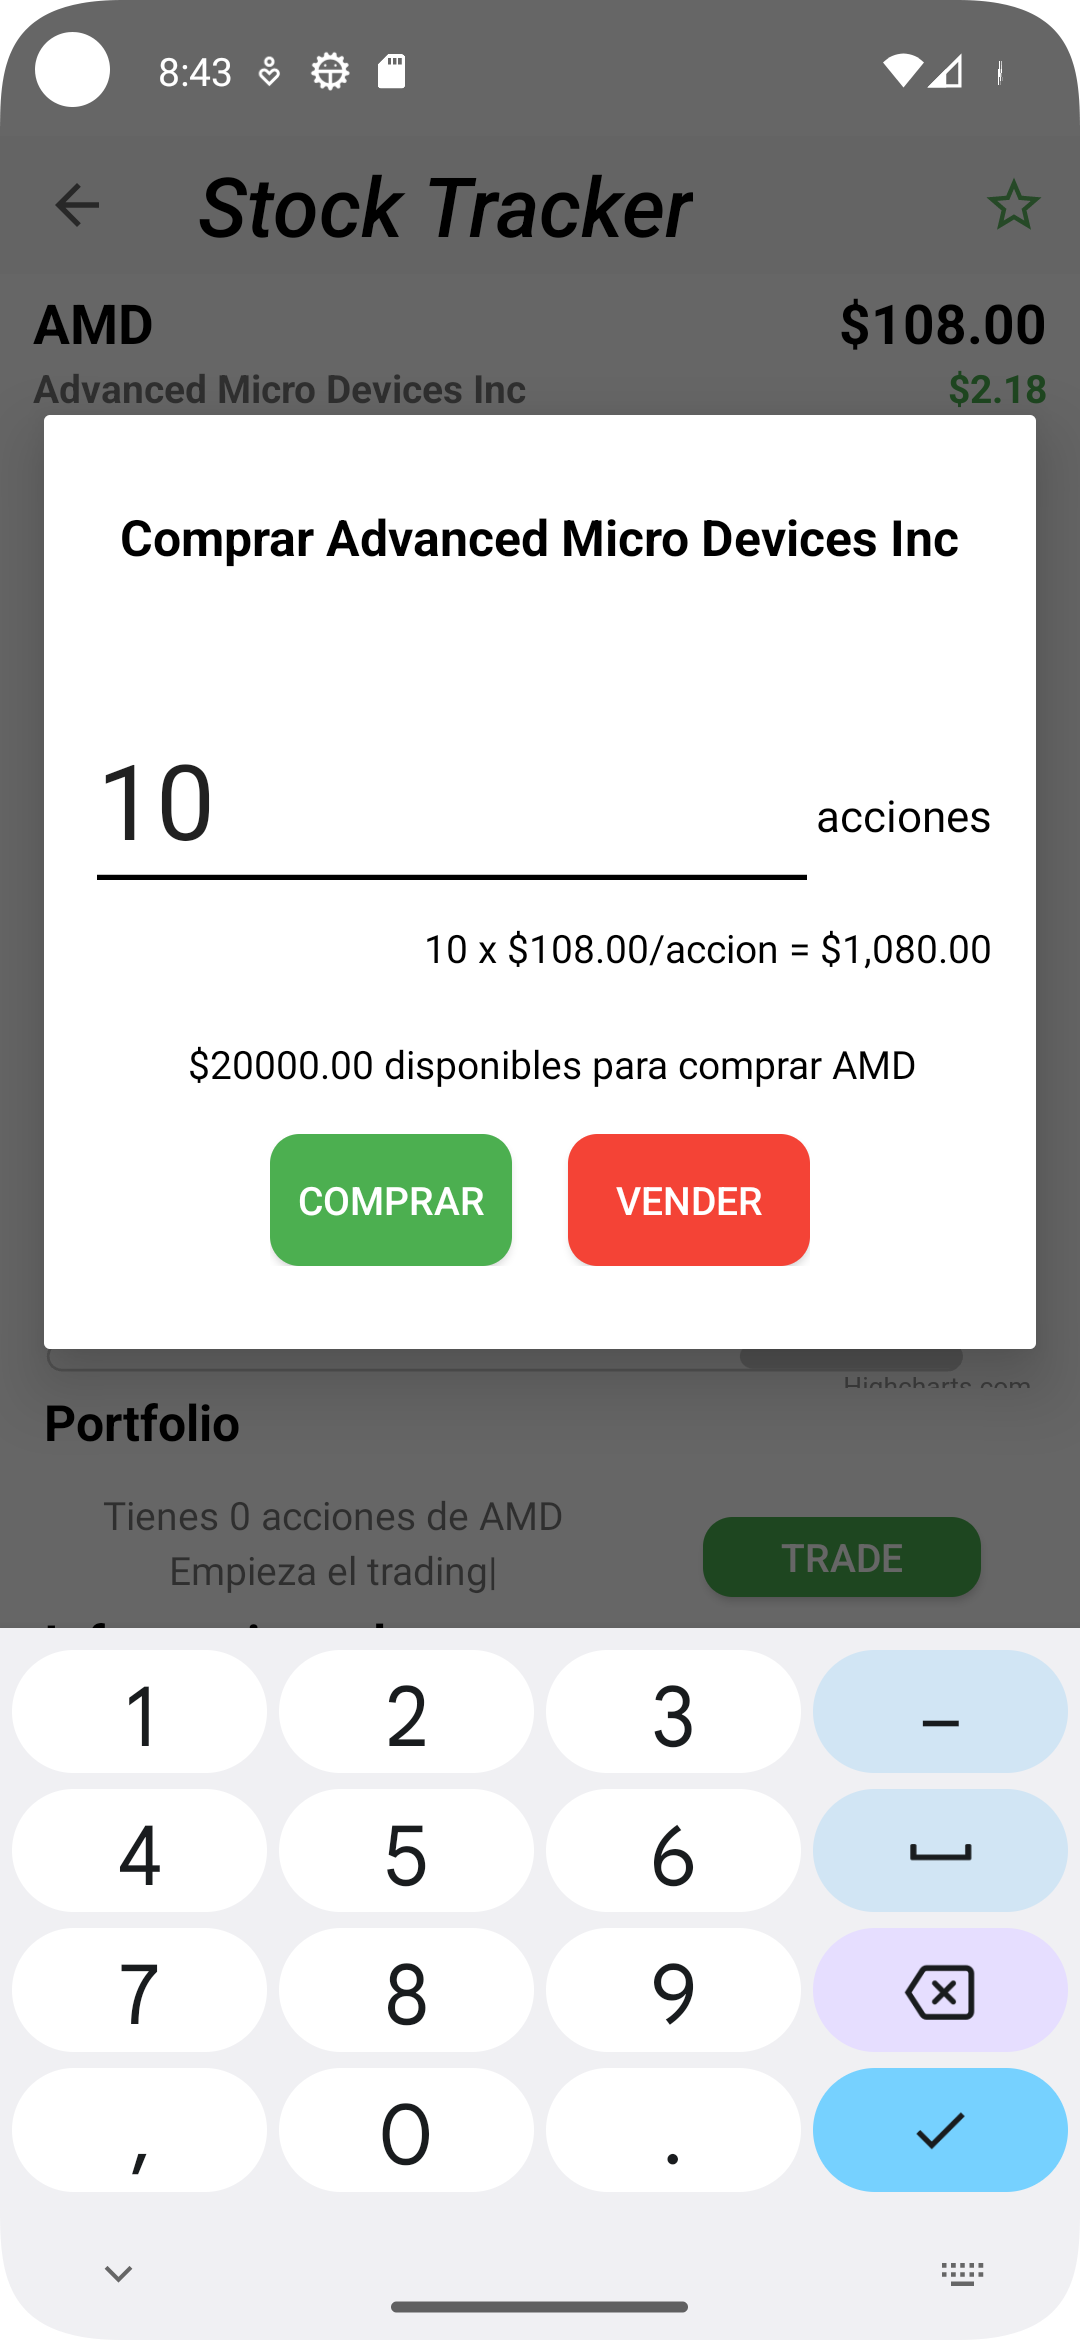 8:43
Stock Tracker
AMD
$108.00
Advanced Micro Devices Inc
$2.18
Comprar Advanced Micro Devices Inc
10
acciones
10 x $108.00/accion = $1,080.00
$20000.00 disponibles para comprar AMD
COMPRAR
VENDER
Highcharts.com
Portfolio
Tienes 0 acciones de AMD
Empieza el trading|
TRADE
1 2 3 –
4 5 6
7 8 9
, 0 .